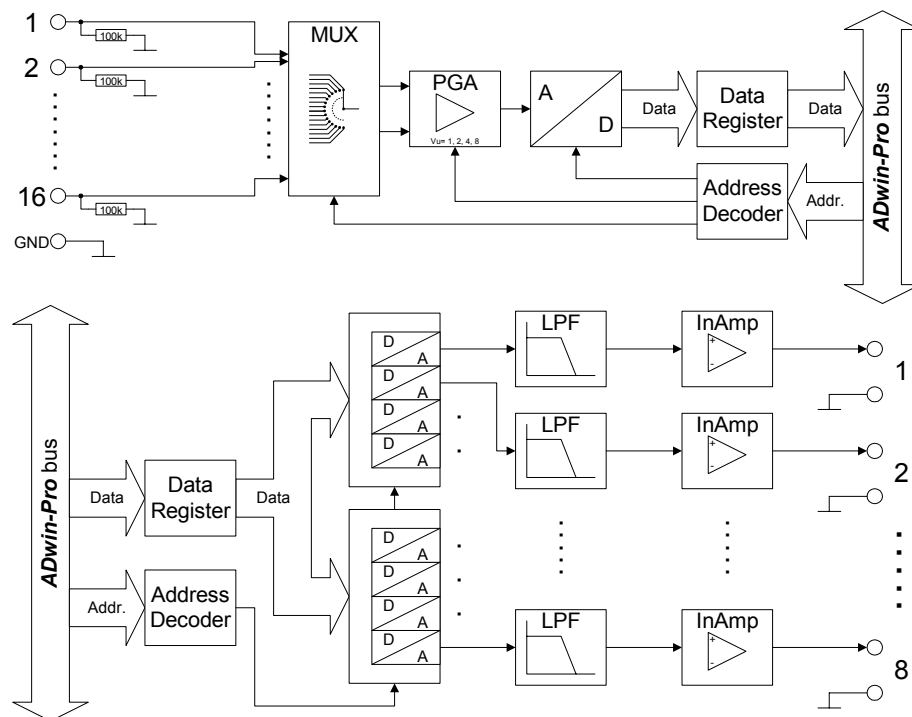 1
100k
2
100k
16
100k
GND
MUX
PGA
Vu= 1, 2, 4, 8
A
D
Data
Data
Register
Data
Address
Decoder
Addr.
ADwin-Pro bus
ADwin-Pro bus
Data
Data
Register
Data
Addr.
Address
Decoder
D
A
D
A
D
A
D
A
D
A
D
A
D
A
D
A
LPF
InAmp
+
-
1
LPF
InAmp
+
-
2
LPF
InAmp
+
-
8